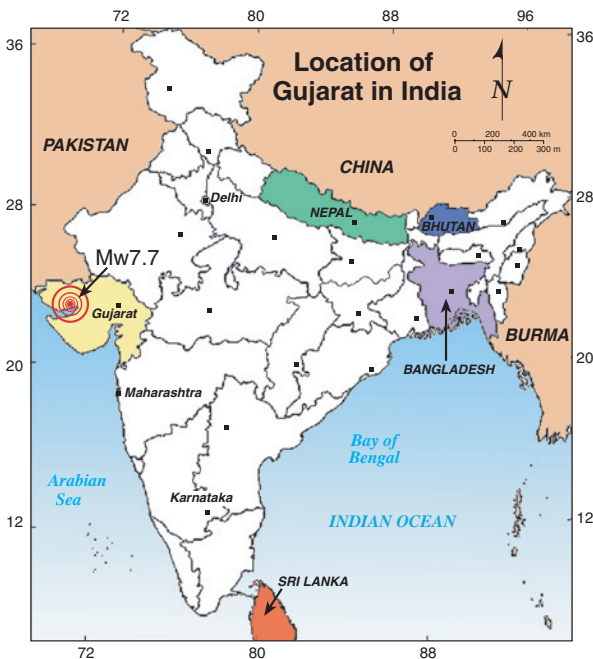 72 80 88 96
36 36
Location of
Gujarat in India
N
0 200 400 km
0 100 200 300 m
PAKISTAN
CHINA
Delhi
28 28
NEPAL
BHUTAN
Mw7.7
Gujarat
BURMA
20 20
BANGLADESH
Maharashtra
Bay of
Bengal
Arabian
Sea
Karnataka
12 12
INDIAN OCEAN
SRI LANKA
72 80 88